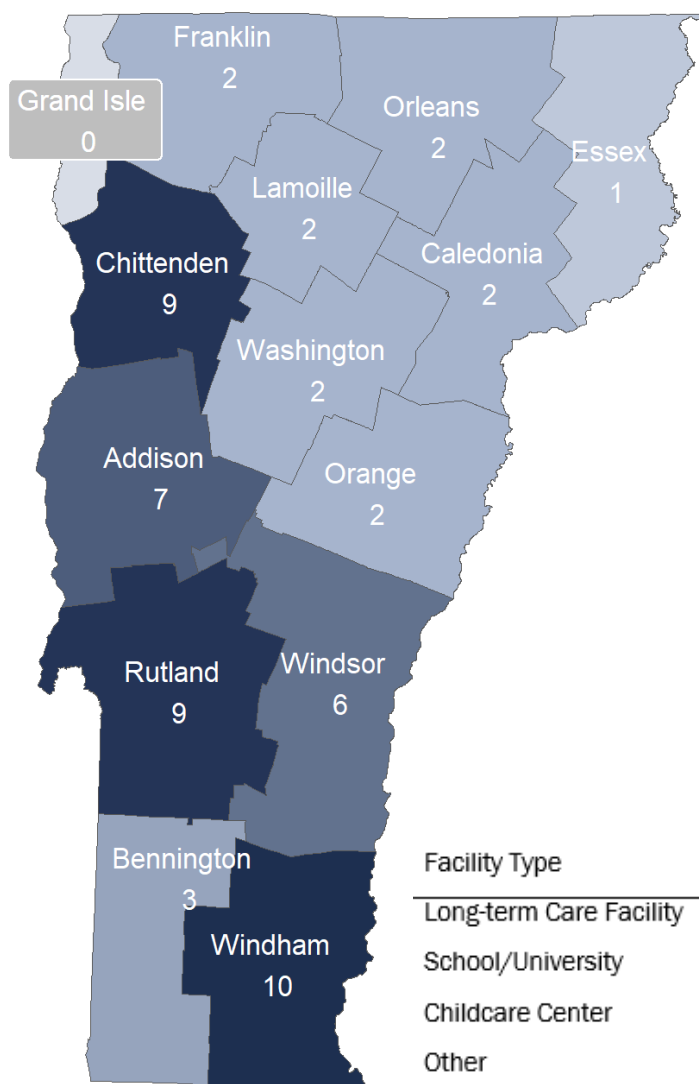 Franklin
2
Grand Isle
0
Orleans
2
Essex
1
Lamoille
2
Chittenden
9
Caledonia
2
Washington
2
Addison
7
Orange
2
Rutland
9
Windsor
6
Bennington
3
Windham
10
Facility Type
Long-term Care Facility
School/University
Childcare Center
Other